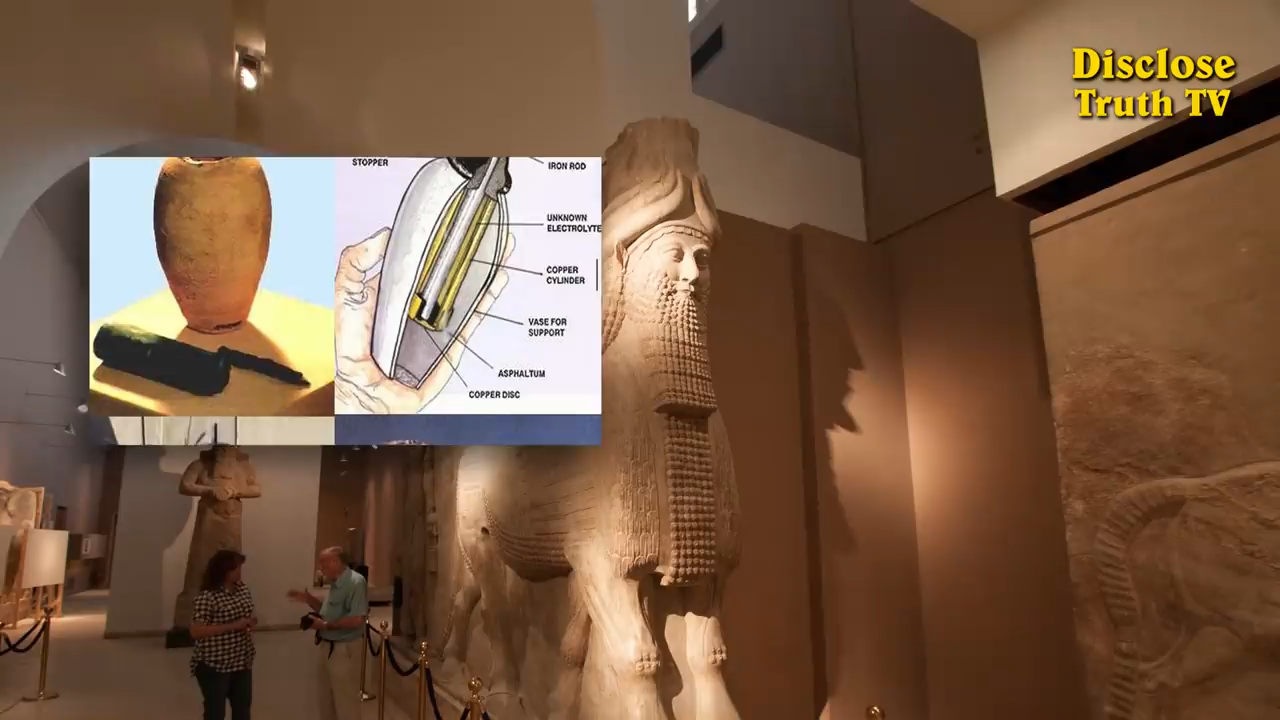 Disclose
Truth TV
STOPPER
IRON ROD
UNKNOWN
ELECTROLYTE
COPPER
CYLINDER
VASE FOR
SUPPORT
ASPHALTUM
COPPER DISC